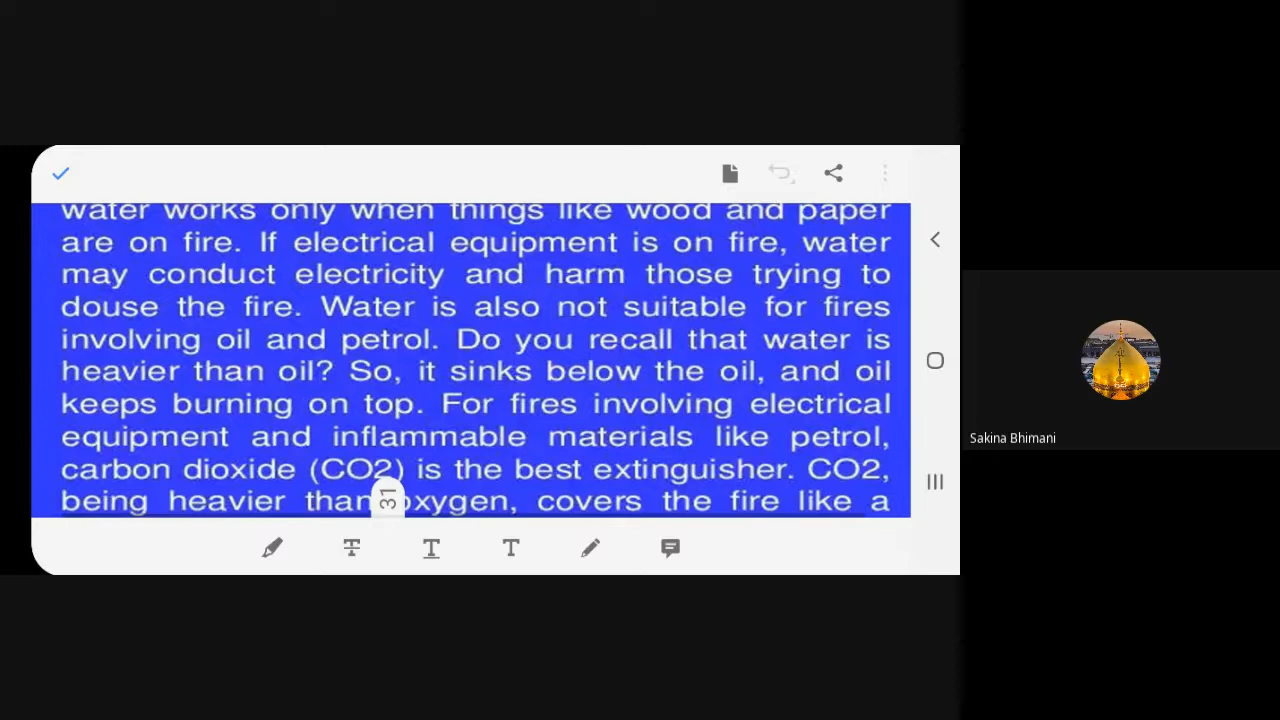 water works only when things like wood and paper
are on fire. If electrical equipment is on fire, water
may conduct electricity and harm those trying to
douse the fire. Water is also not suitable for fires
involving oil and petrol. Do you recall that water is
heavier than oil? So, it sinks below the oil, and oil
keeps burning on top. For fires involving electrical
equipment and inflammable materials like petrol,
carbon dioxide (CO2) is the best extinguisher. CO2,
being heavier than oxygen, covers the fire like a
31
Sakina Bhimani